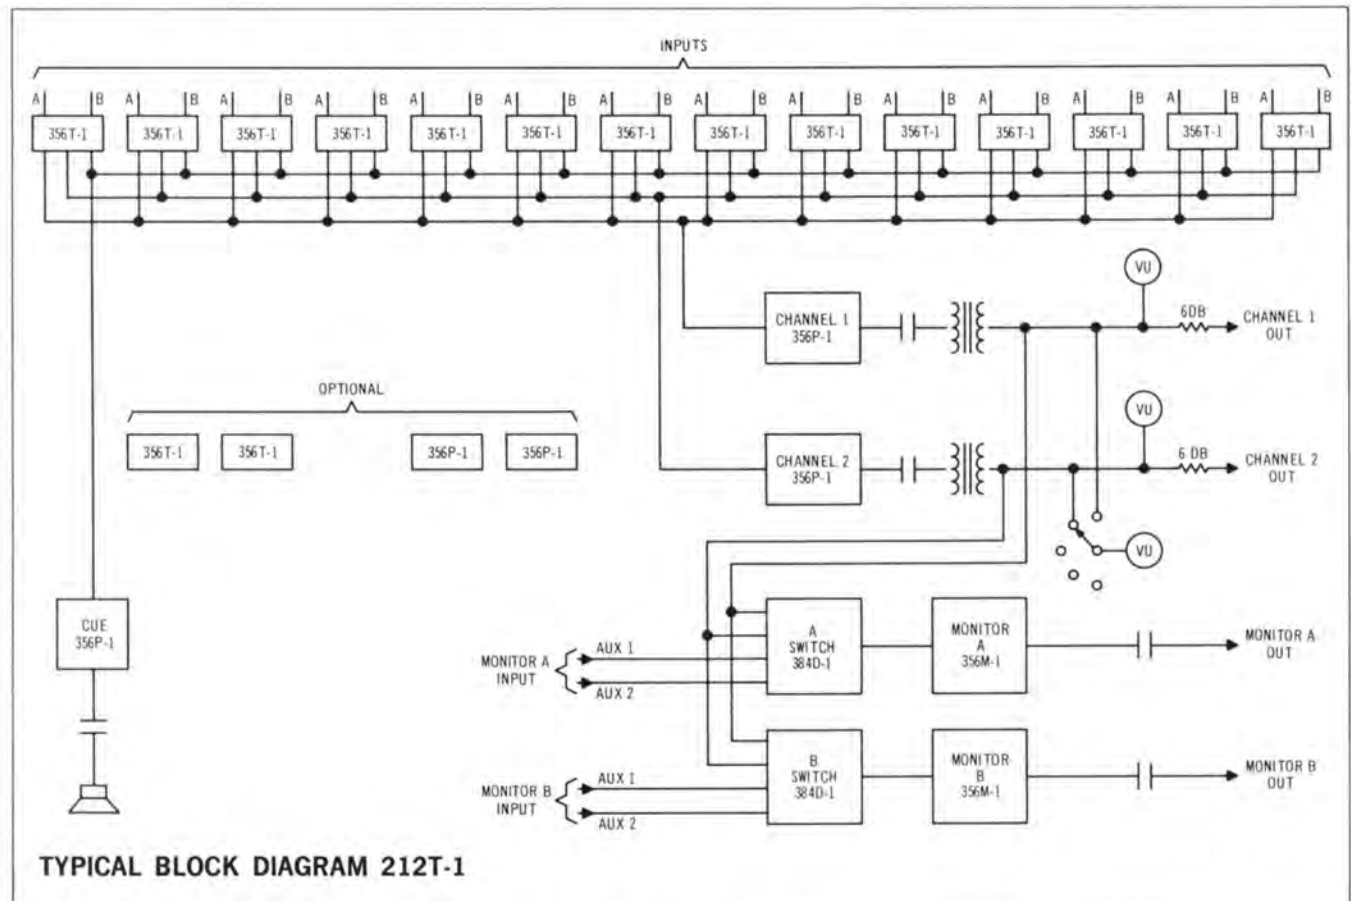 INPUTS
A B A B A B A B A B A B A B A B A B A B A B A B A B A B
356T-1 356T-1 356T-1 356T-1 356T-1 356T-1 356T-1 356T-1 356T-1 356T-1 356T-1 356T-1 356T-1 356T-1
VU
CHANNEL 1
356P-1
6DB
CHANNEL 1
OUT
OPTIONAL
356T-1 356T-1 356P-1 356P-1
VU
CHANNEL 2
356P-1
6 DB
CHANNEL 2
OUT
VU
CUE
356P-1
MONITOR A
INPUT
AUX 1
AUX 2
A
SWITCH
384D-1
MONITOR
A
356M-1
MONITOR A
OUT
MONITOR B
INPUT
AUX 1
AUX 2
B
SWITCH
384D-1
MONITOR
B
356M-1
MONITOR B
OUT
TYPICAL BLOCK DIAGRAM 212T-1